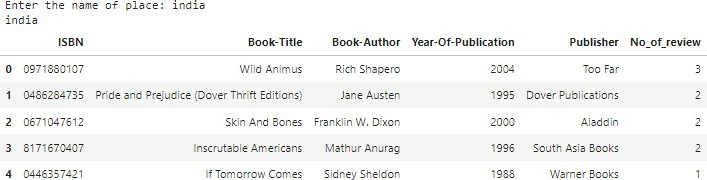 Enter the name of place: india
india
ISBN Book-Title Book-Author Year-Of-Publication Publisher No_of_review
0 0971880107 Wild Animus Rich Shapero 2004 Too Far 3
1 0486284735 Pride and Prejudice (Dover Thrift Editions) Jane Austen 1995 Dover Publications 2
2 0671047612 Skin And Bones Franklin W. Dixon 2000 Aladdin 2
3 8171670407 Inscrutable Americans Mathur Anurag 1996 South Asia Books 2
4 0446357421 If Tomorrow Comes Sidney Sheldon 1988 Warner Books 1